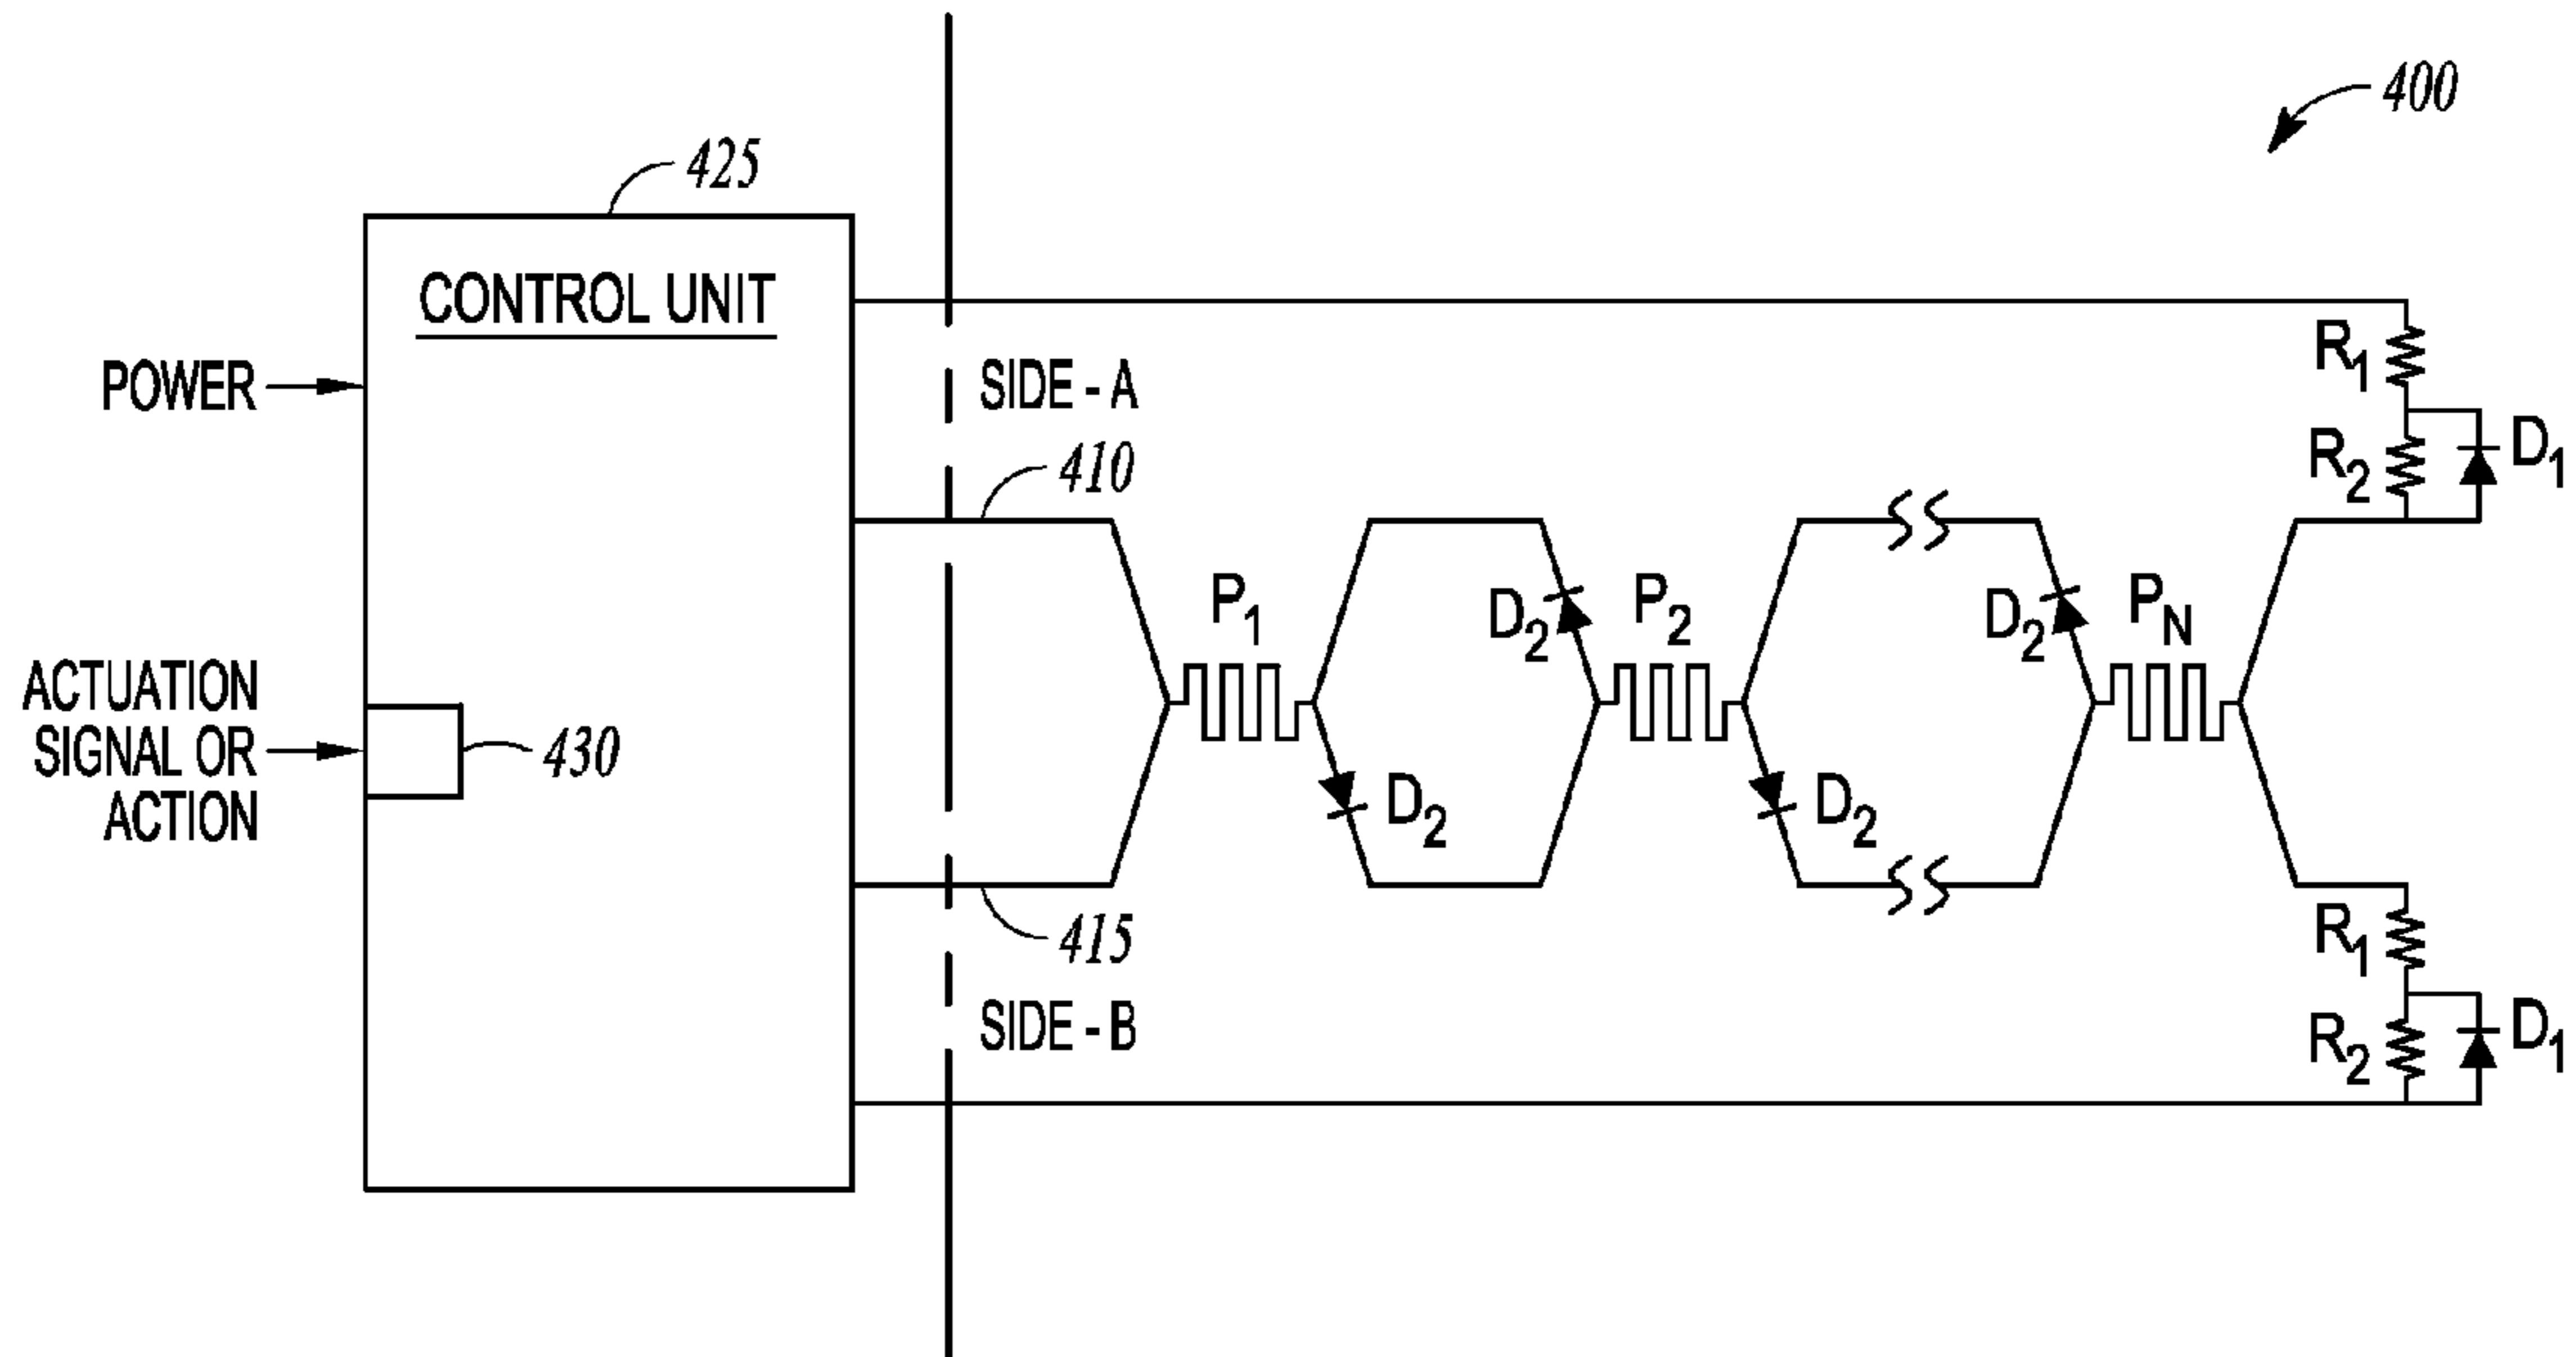 400
425
CONTROL UNIT
POWER
SIDE - A
R1
R2
D1
410
P1
D2
P2
D2
PN
ACTUATION
SIGNAL OR
ACTION
430
D2
D2
415
R1
SIDE - B
R2
D1